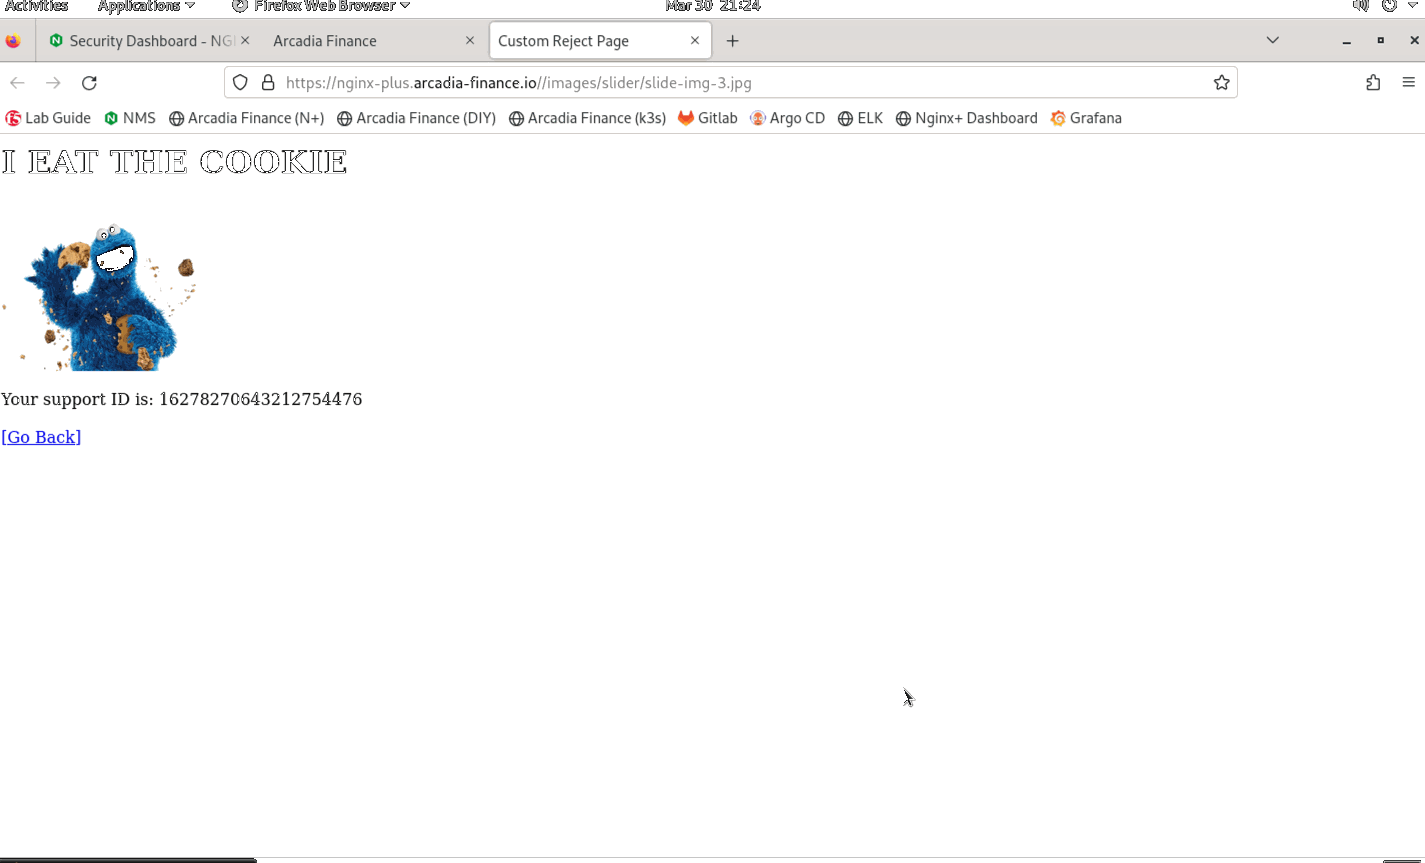 Activities Applications Firefox Web Browser Mar 30 21:24
Security Dashboard - NGI Arcadia Finance Custom Reject Page
https://nginx-plus.arcadia-finance.io//images/slider/slide-img-3.jpg
Lab Guide NMS Arcadia Finance (N+) Arcadia Finance (DIY) Arcadia Finance (k3s) Gitlab Argo CD ELK Nginx+ Dashboard Grafana
I EAT THE COOKIE
Your support ID is: 16278270643212754476
[Go Back]